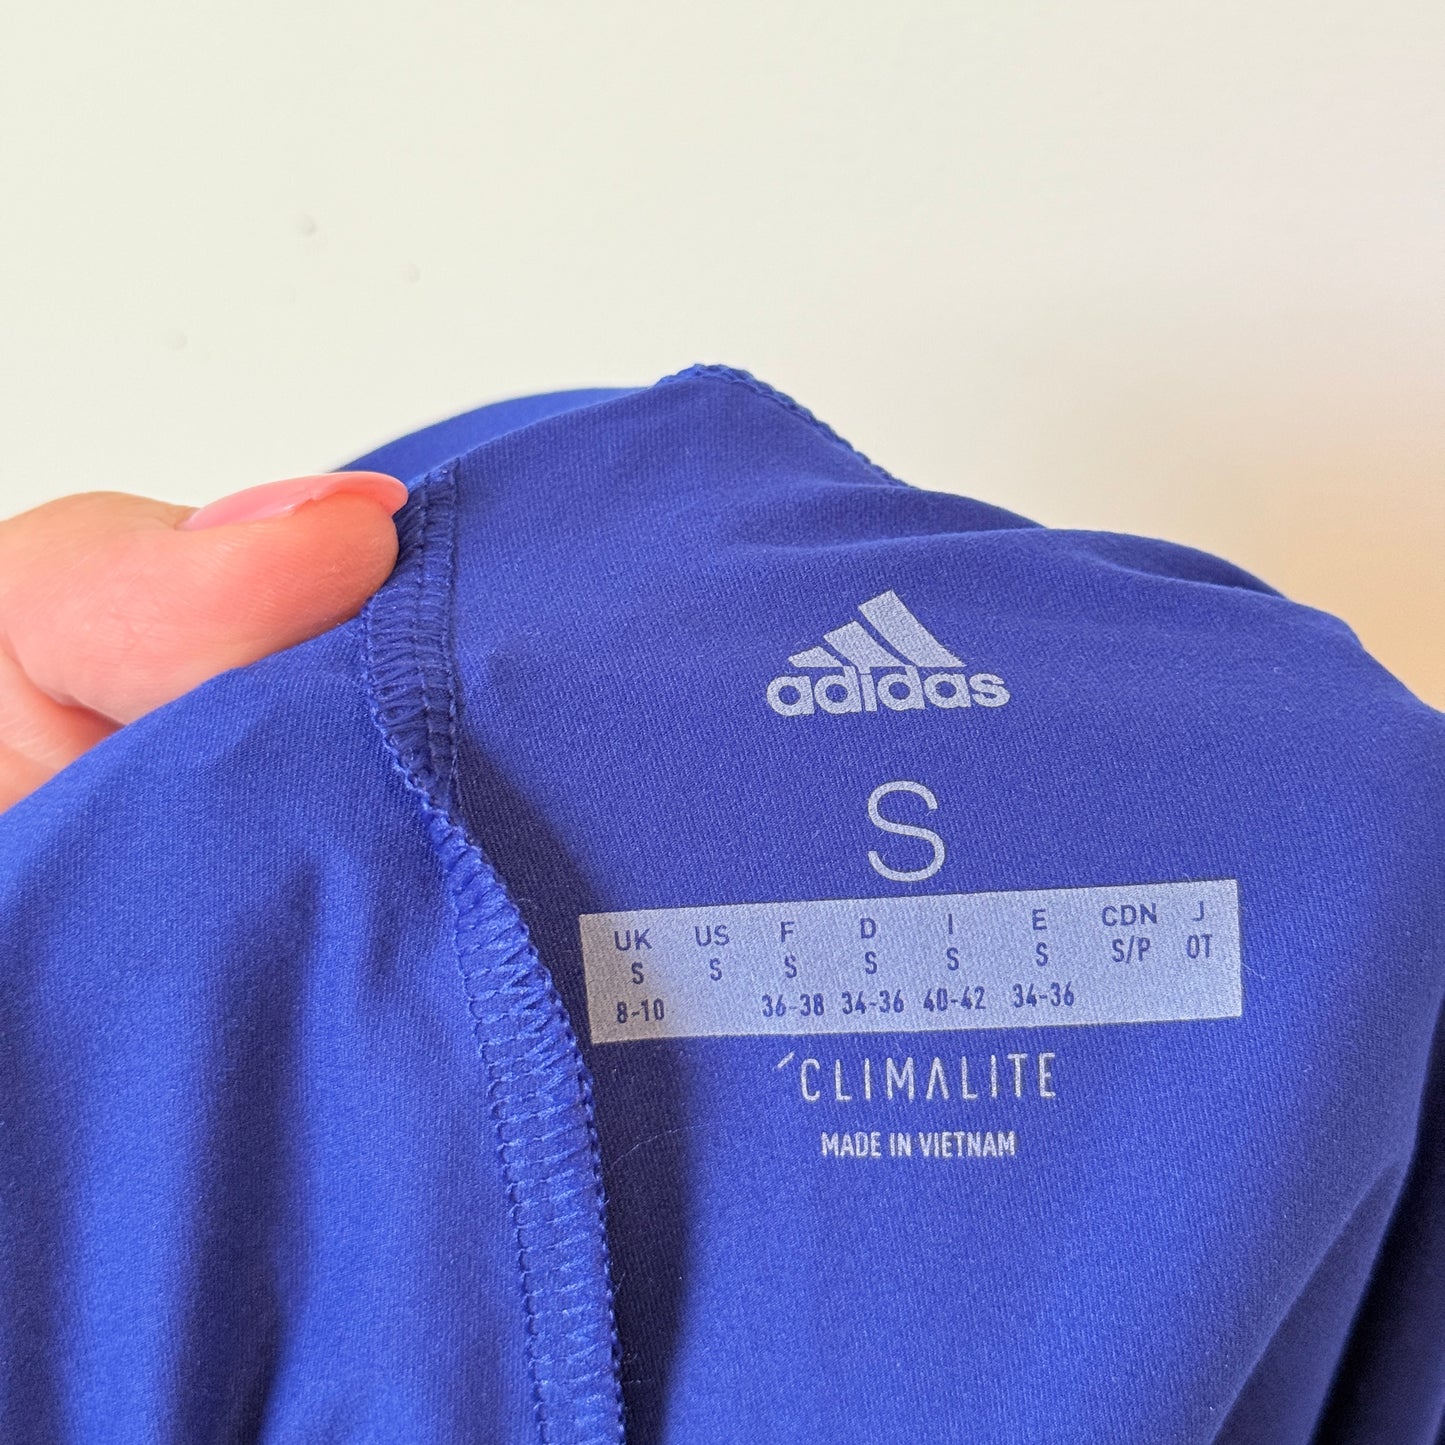 adidas
S
UK US F D I E CDN J
S S S S S S S/P OT
8-10 36-38 34-36 40-42 34-36
CLIMALITE
MADE IN VIETNAM